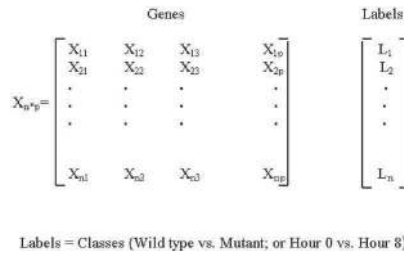 Genes Labels
X11 X12 X13 X1p L1
X21 X22 X23 X2p L2
. . . . .
Xn*p= . . . . .
. . . . .
Xn1 Xn2 Xn3 Xnp Ln
Labels = Classes (Wild type vs. Mutant; or Hour 0 vs. Hour 8)